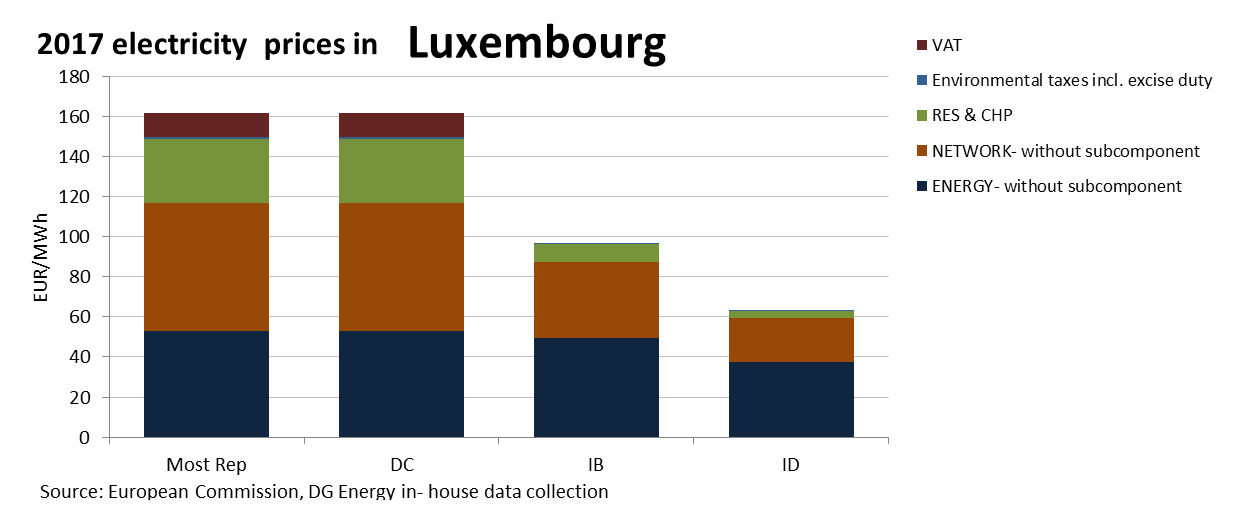 2017 electricity prices in Luxembourg
VAT
Environmental taxes incl. excise duty
RES & CHP
NETWORK- without subcomponent
ENERGY- without subcomponent
EUR/MWh
180
160
140
120
100
80
60
40
20
0
Most Rep DC IB ID
Source: European Commission, DG Energy in- house data collection